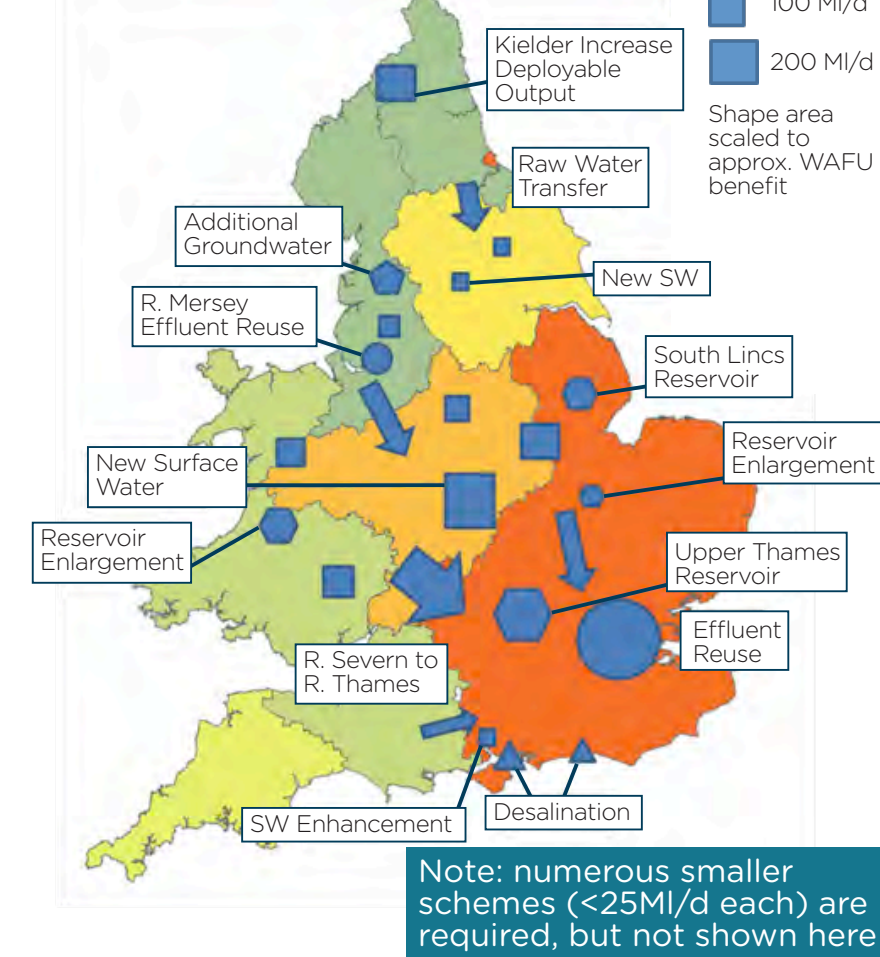 100 Ml/d
200 Ml/d
Shape area
scaled to
approx. WAFU
benefit
Kielder Increase
Deployable
Output
Raw Water
Transfer
Additional
Groundwater
New SW
R. Mersey
Effluent Reuse
South Lincs
Reservoir
Reservoir
Enlargement
New Surface
Water
Reservoir
Enlargement
Upper Thames
Reservoir
Effluent
Reuse
R. Severn to
R. Thames
SW Enhancement
Desalination
Note: numerous smaller
schemes (<25Ml/d each) are
required, but not shown here